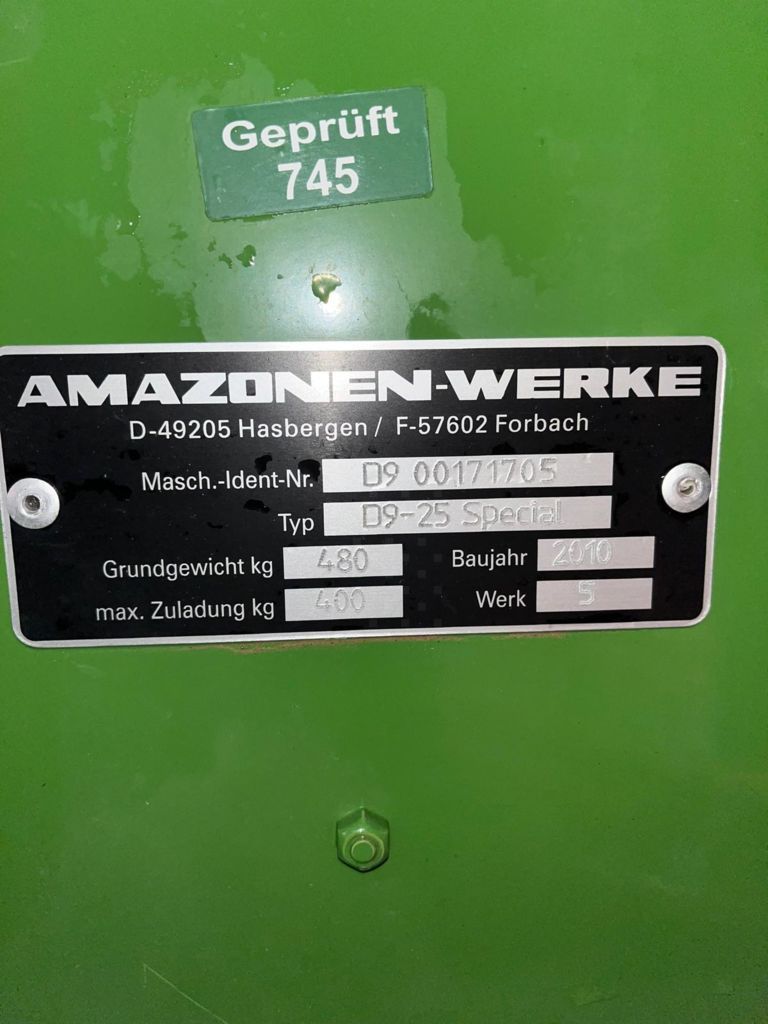 Geprüft
745
AMAZONEN-WERKE
D-49205 Hasbergen / F-57602 Forbach
Masch.-Ident-Nr. D9 00171705
Typ D9-25 Special
Grundgewicht kg 480 Baujahr 2010
max. Zuladung kg 400 Werk 5